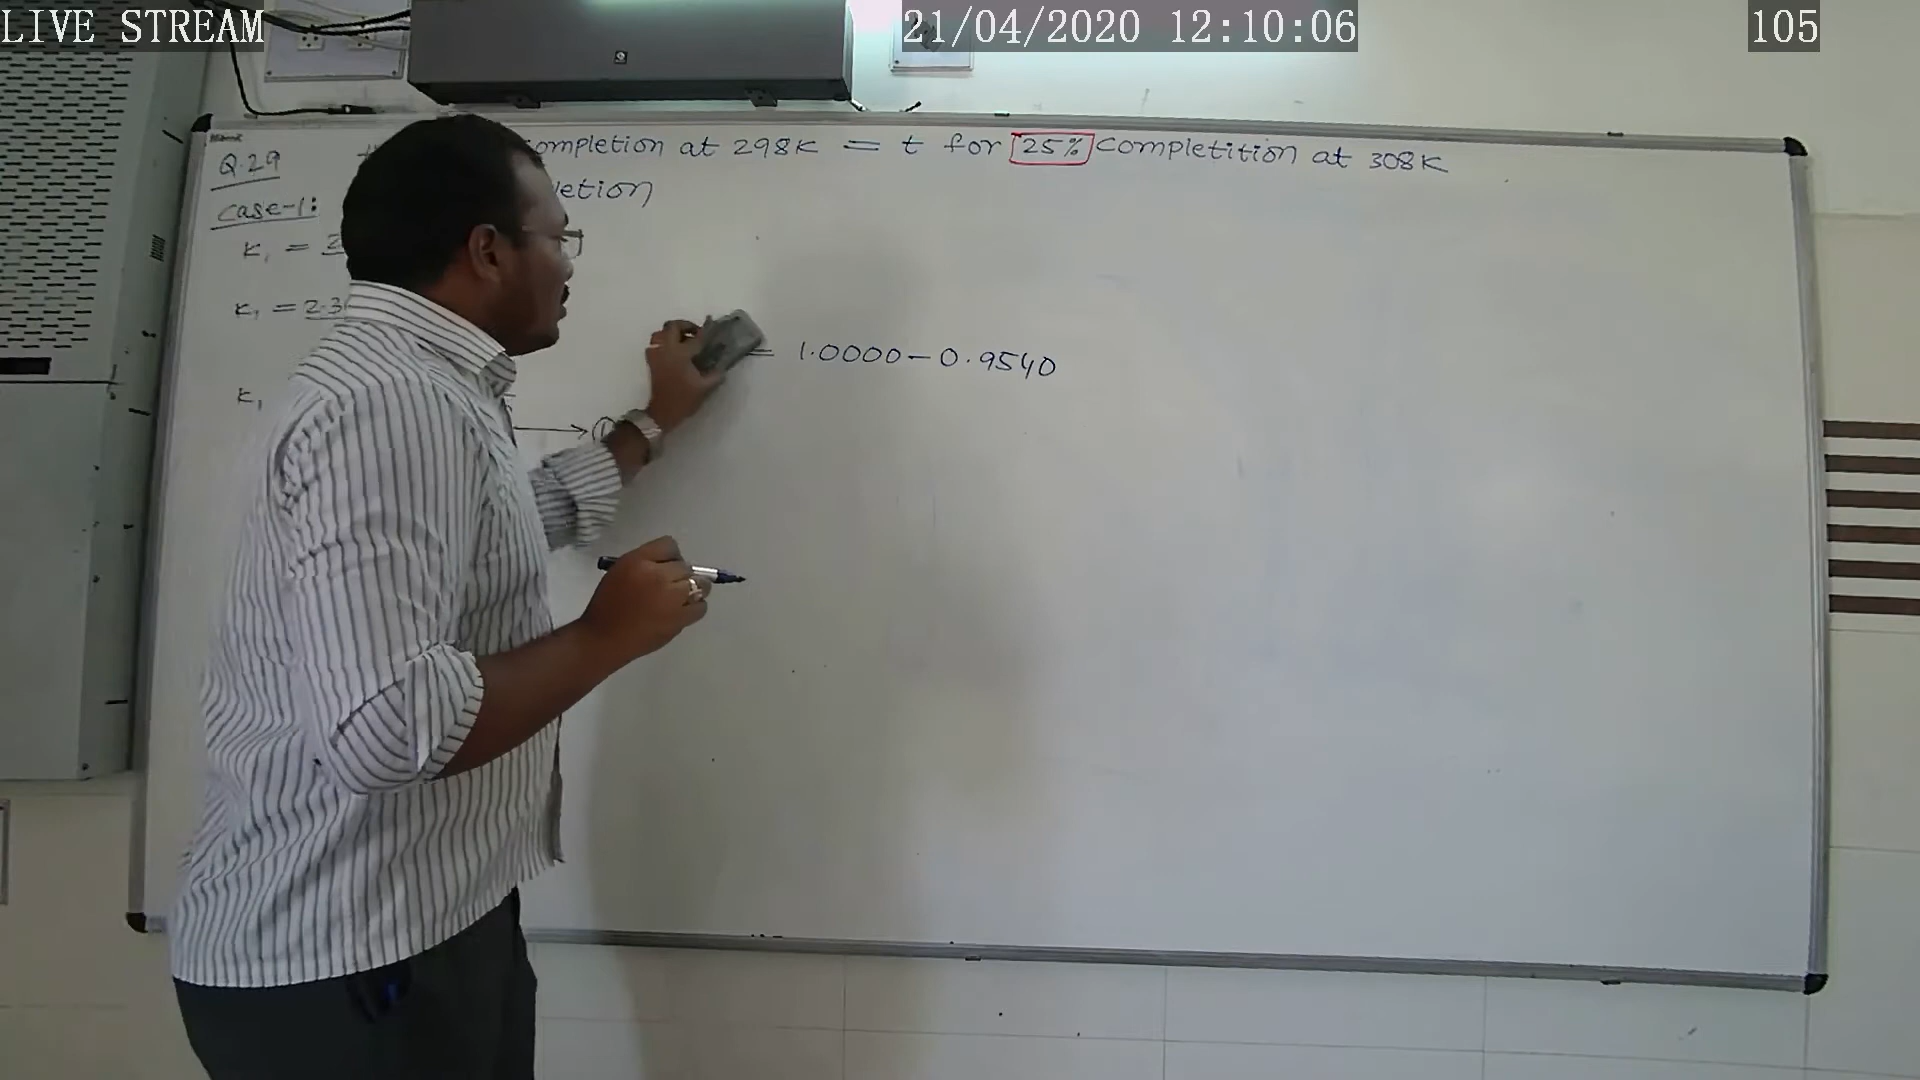 LIVE STREAM 21/04/2020 12:10:06 105
Q.29 completion at 298K = t for 25% completition at 308K
Case-1:
K₁ =
K₁ = 2.3
= 1.0000 - 0.9540
K₁
①